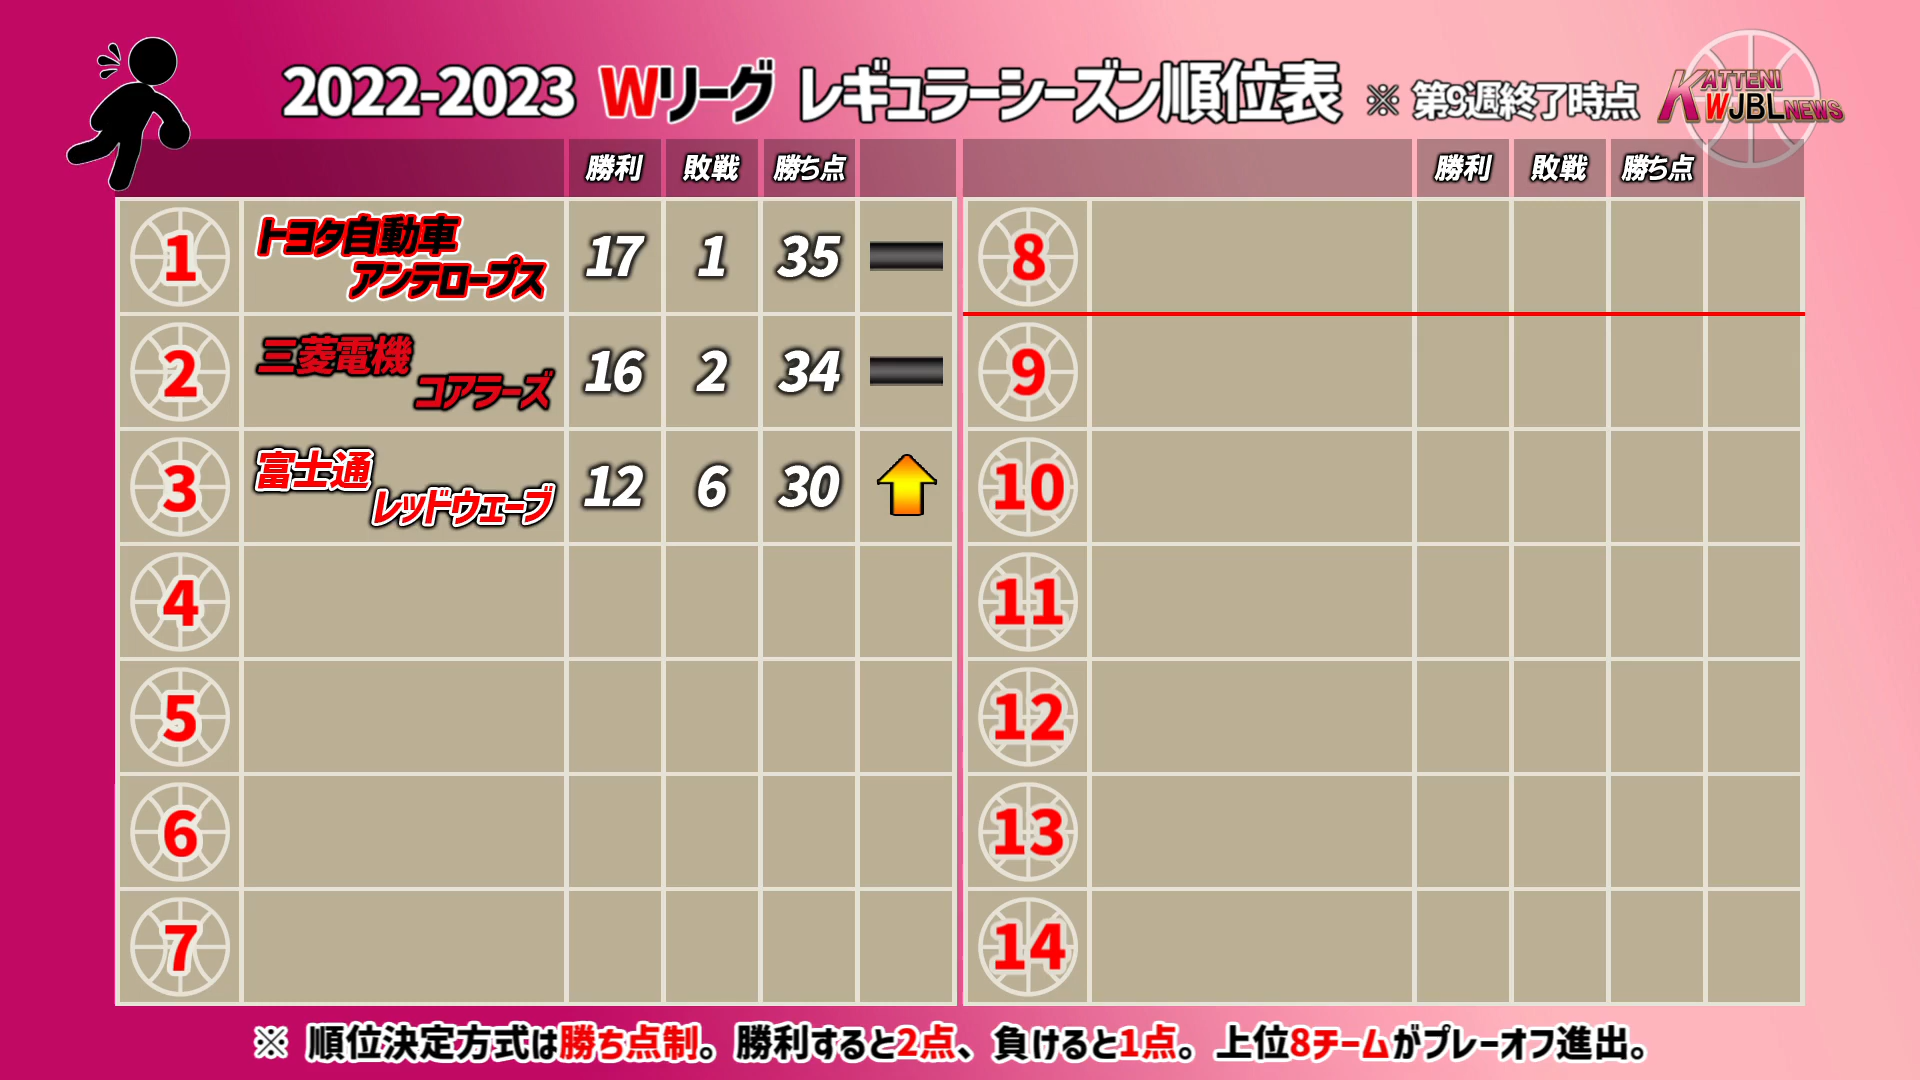 2022-2023 Wリーグ レギュラーシーズン順位表 ※ 第9週終了時点
KATTENI
WJBL NEWS
勝利 敗戦 勝ち点
1 トヨタ自動車
アンテロープス 17 1 35
2 三菱電機
コアラーズ 16 2 34
3 富士通
レッドウェーブ 12 6 30
4
5
6
7
勝利 敗戦 勝ち点
8
9
10
11
12
13
14
※ 順位決定方式は勝ち点制。勝利すると2点、負けると1点。上位8チームがプレーオフ進出。